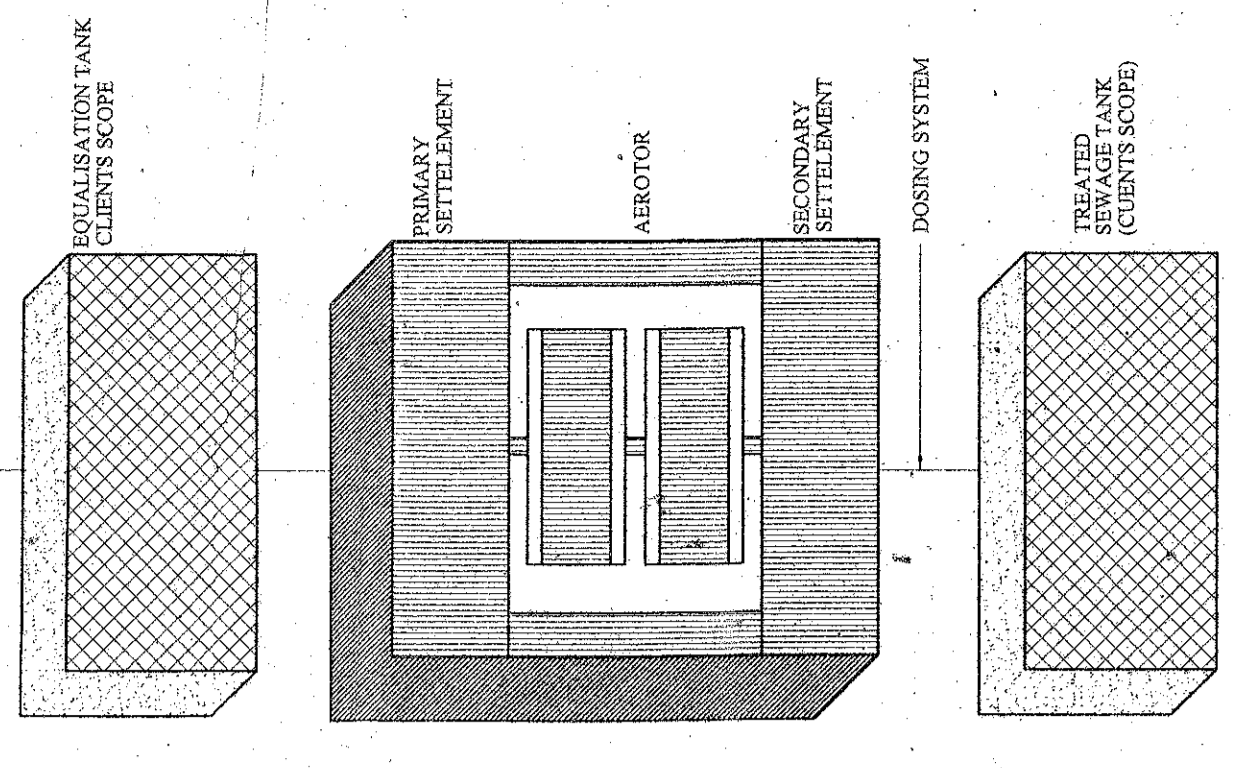 EQUALISATION TANK
CLIENTS SCOPE
PRIMARY
SETTELEMENT
AEROTOR
SECONDARY
SETTELEMENT
DOSING SYSTEM
TREATED
SEWAGE TANK
(CUENTS SCOPE)